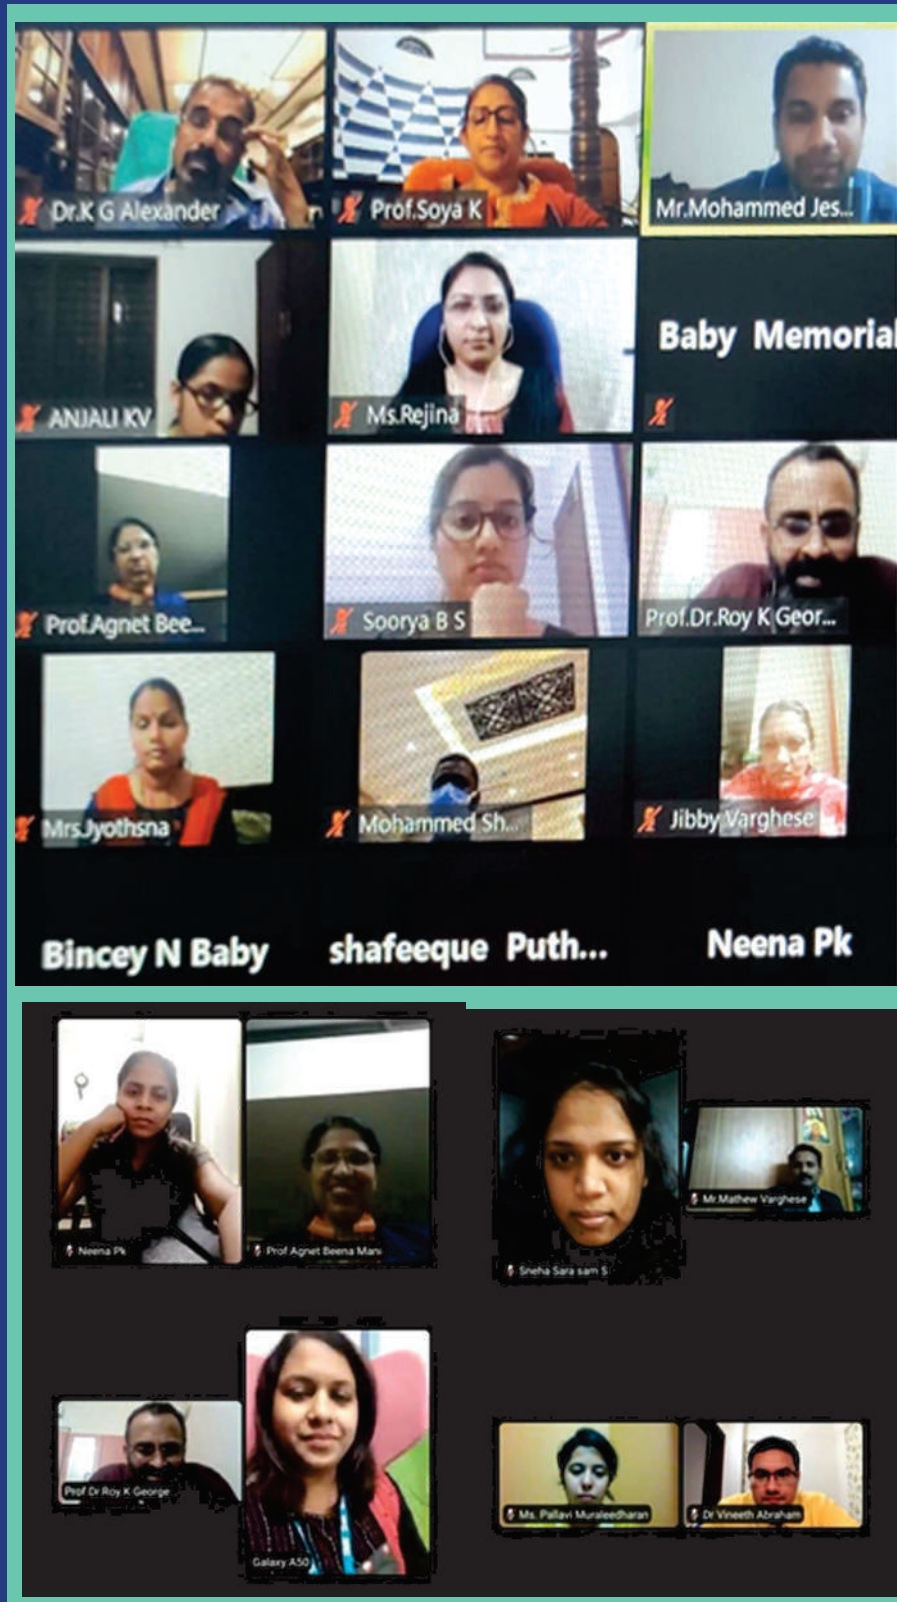 Dr.K G Alexander
Prof.Soya K
Mr.Mohammed Jes...
ANJALI KV
Ms.Rejina
Baby Memorial
Prof.Agnet Bee...
Soorya B S
Prof.Dr.Roy K Geor...
Mrs.Jyothsna
Mohammed Sh...
Jibby Varghese
Bincey N Baby
shafeeque Puth...
Neena Pk
Neena Pk
Prof Agnet Beena Mani
Sneha Sara sam S
Mr.Mathew Varghese
Prof Dr Roy K George
Galaxy A50
Ms. Pallavi Muraleedharan
Dr Vineeth Abraham